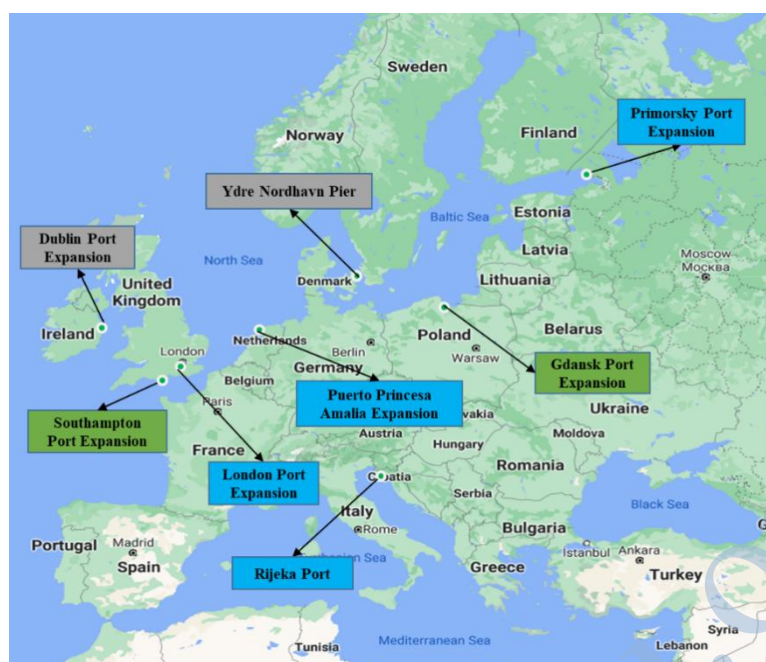 Sweden
Norway
Finland
Primorsky Port
Expansion
Ydre Nordhavn Pier
Baltic Sea
Estonia
Dublin Port
Expansion
North Sea
Latvia
Moscow
Москва
Denmark
Lithuania
United
Kingdom
Ireland
Netherlands
Poland
Belarus
London
Berlin
Warsaw
Germany
Belgium
Gdansk Port
Expansion
Puerto Princesa
Amalia Expansion
Paris
vakia
Ukraine
Southampton
Port Expansion
Austria
Moldova
Hungary
France
London Port
Expansion
Croatia
Romania
Serbia
Italy
Black Sea
Rome
Bulgaria
G
Portugal
Madrid
Spain
İstanbul
Ankara
Sea
Rijeka Port
Greece
Turkey
Syria
Tunisia
Mediterranean Sea
Lebanon